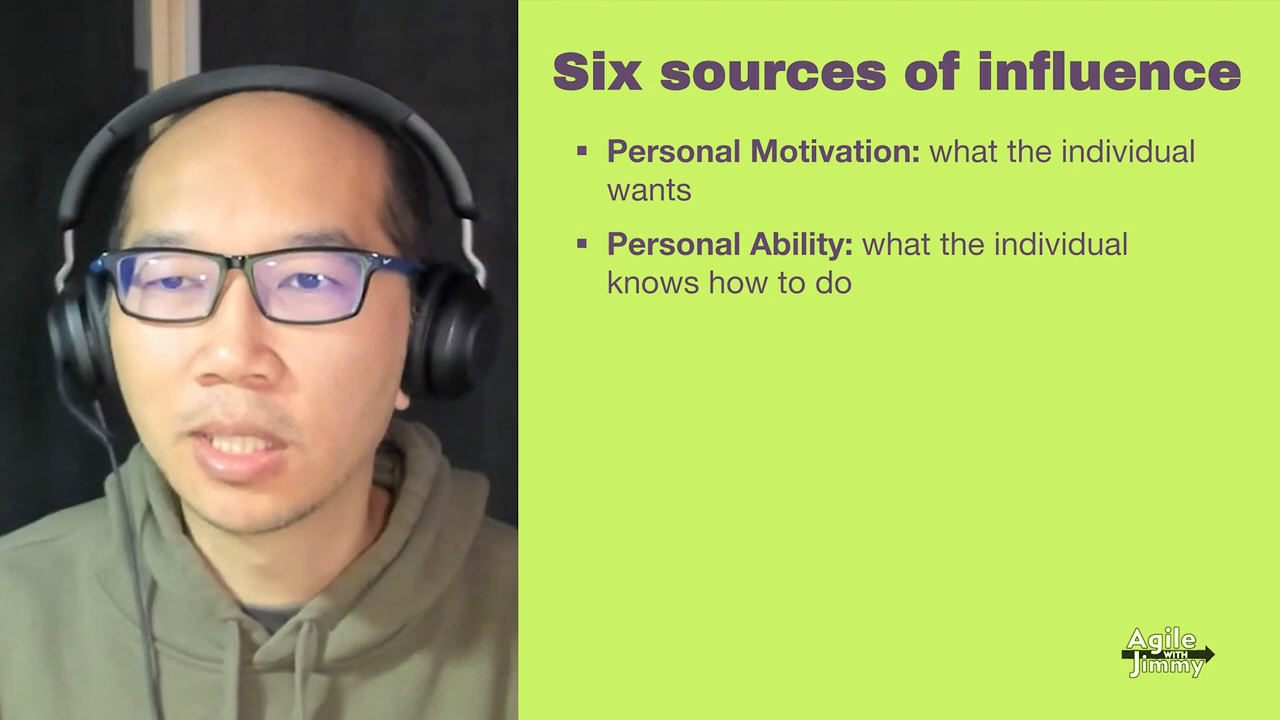 Six sources of influence
▪ Personal Motivation: what the individual
wants
▪ Personal Ability: what the individual
knows how to do
Agile
WITH
Jimmy